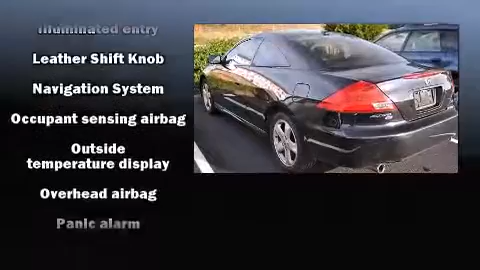 Illuminated entry
Leather Shift Knob
Navigation System
Occupant sensing airbag
Outside
temperature display
Overhead airbag
Panic alarm